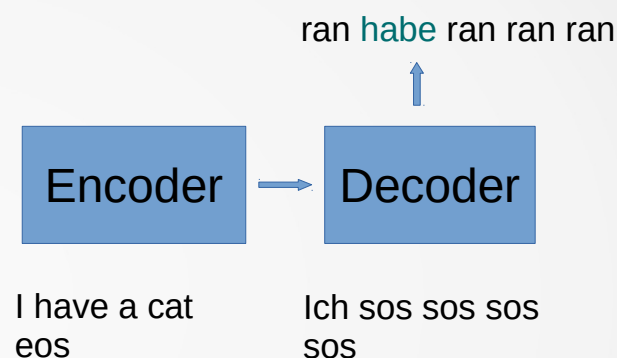 ran habe ran ran ran
Encoder
Decoder
I have a cat
eos
Ich sos sos sos
sos